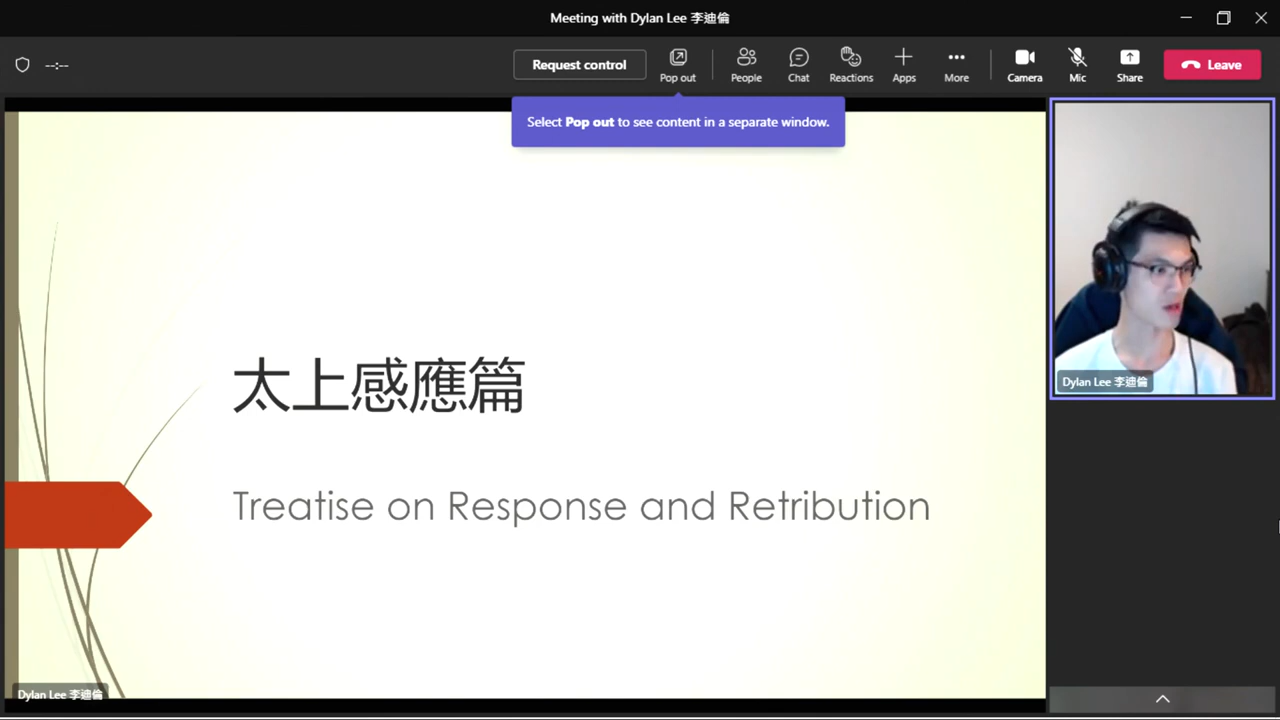 Meeting with Dylan Lee 李迪倫
--:--
Request control
Pop out
People
Chat
Reactions
Apps
More
Camera
Mic
Share
Leave
Select Pop out to see content in a separate window.
太上感應篇
Treatise on Response and Retribution
Dylan Lee 李迪倫
Dylan Lee 李迪倫